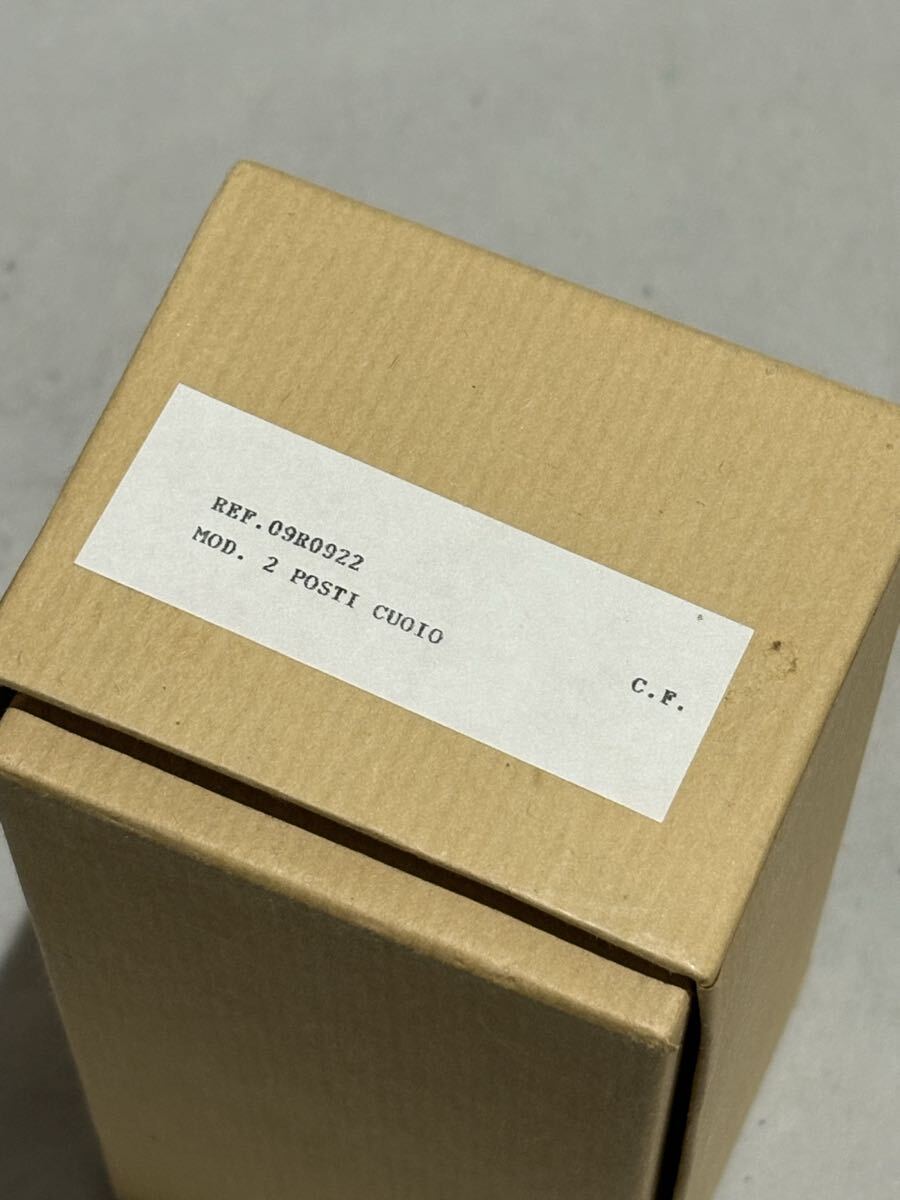 REF.09R0922
MOD. 2 POSTI CUOIO
C.F.